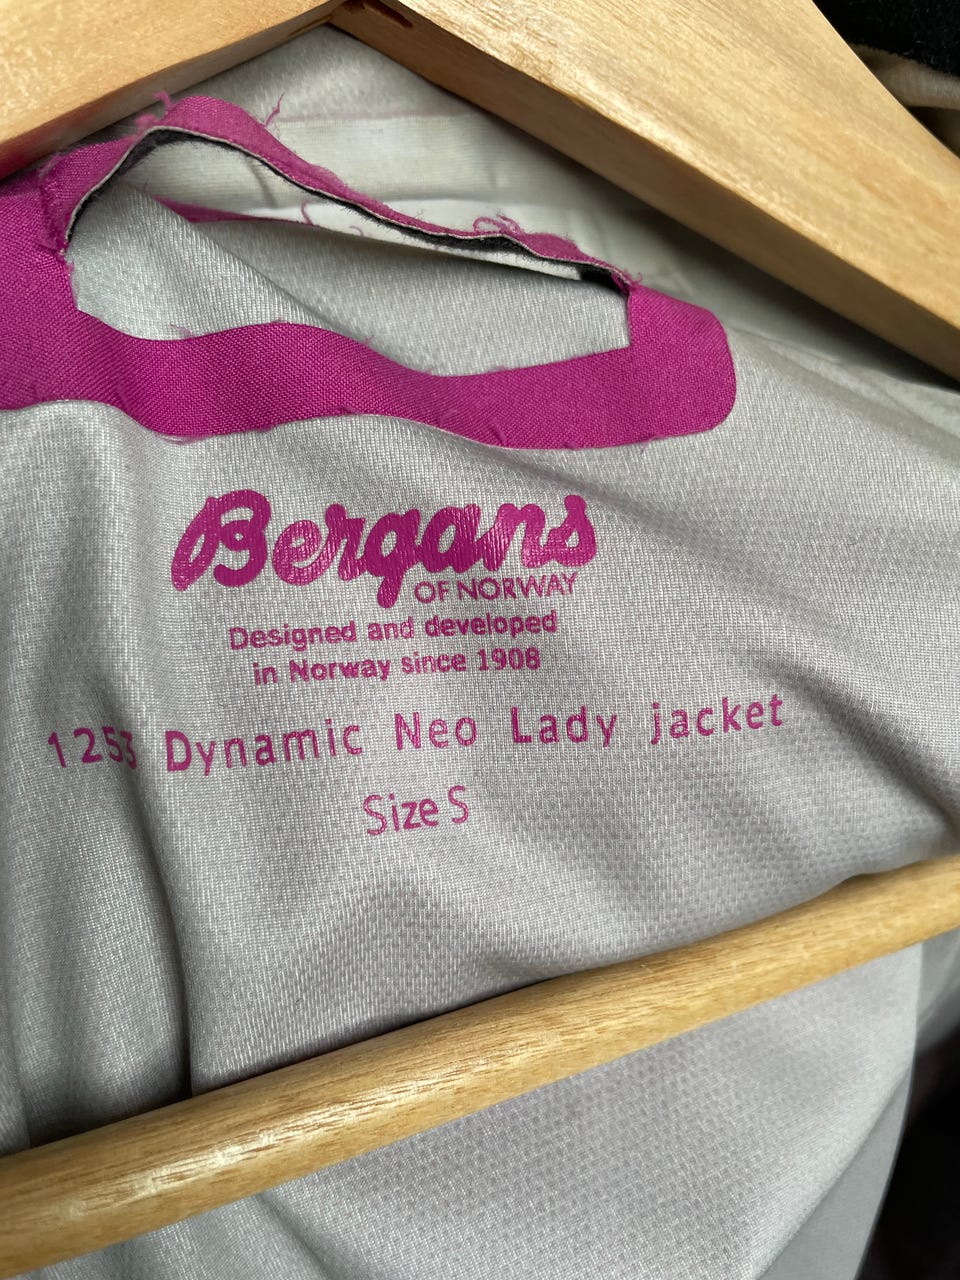 Bergans
OF NORWAY
Designed and developed
in Norway since 1908
1253 Dynamic Neo Lady jacket
Size S